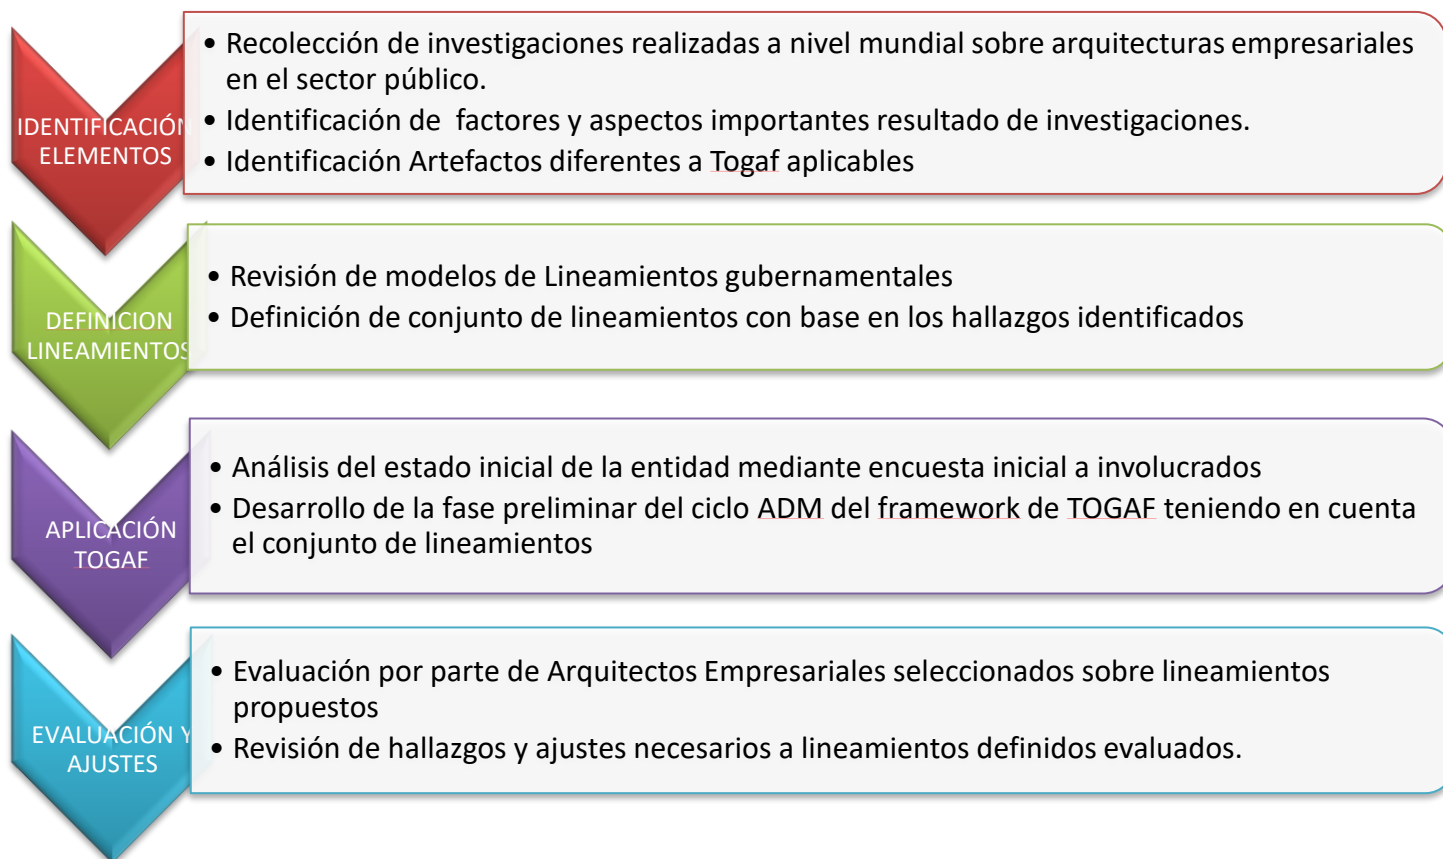 IDENTIFICACIÓN
ELEMENTOS
• Recolección de investigaciones realizadas a nivel mundial sobre arquitecturas empresariales
en el sector público.
• Identificación de  factores y aspectos importantes resultado de investigaciones.
• Identificación Artefactos diferentes a Togaf aplicables
DEFINICION
LINEAMIENTOS
• Revisión de modelos de Lineamientos gubernamentales
• Definición de conjunto de lineamientos con base en los hallazgos identificados
APLICACIÓN
TOGAF
• Análisis del estado inicial de la entidad mediante encuesta inicial a involucrados
• Desarrollo de la fase preliminar del ciclo ADM del framework de TOGAF teniendo en cuenta
el conjunto de lineamientos
EVALUACIÓN Y
AJUSTES
• Evaluación por parte de Arquitectos Empresariales seleccionados sobre lineamientos
propuestos
• Revisión de hallazgos y ajustes necesarios a lineamientos definidos evaluados.